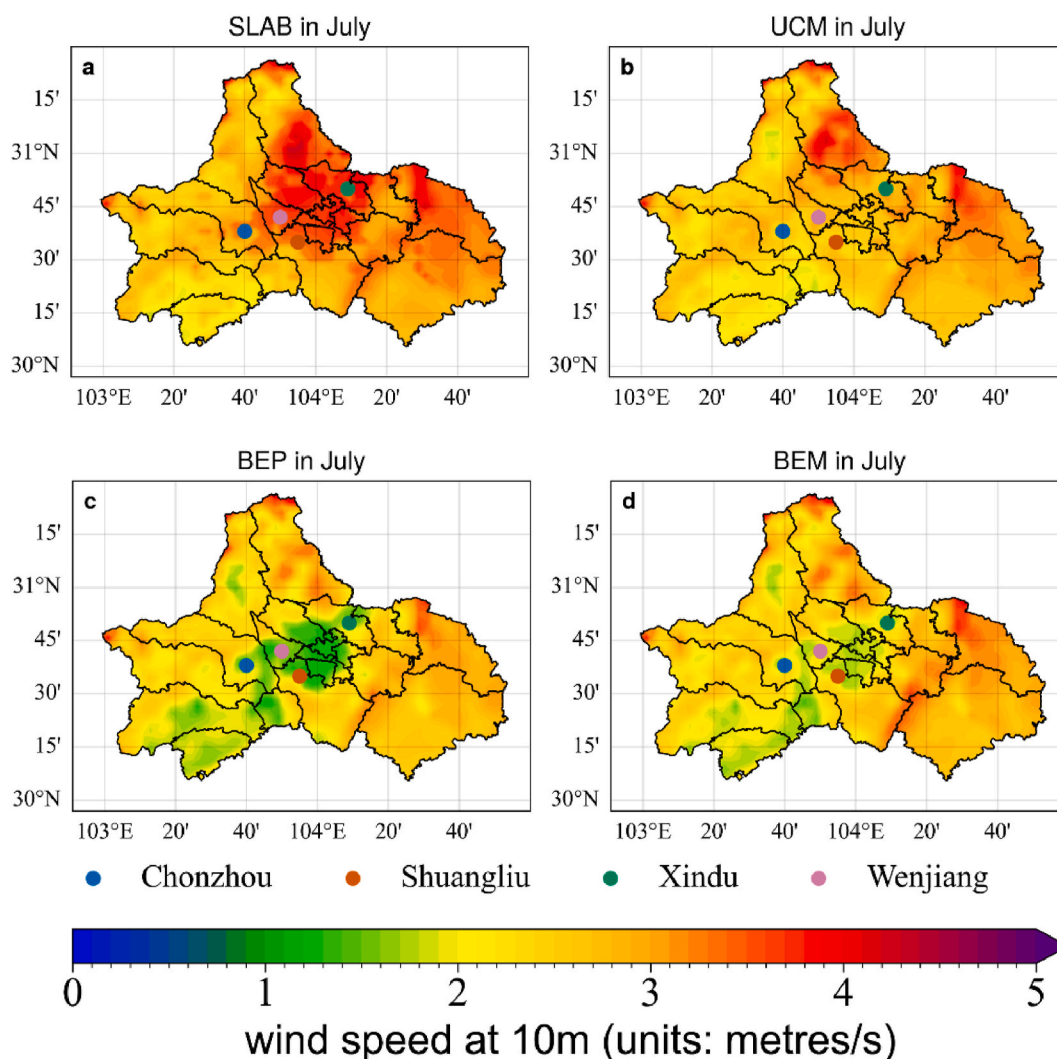 SLAB in July
UCM in July
a
b
15'
15'
31°N
31°N
45'
45'
30'
30'
15'
15'
30°N
30°N
103°E 20' 40' 104°E 20' 40'
103°E 20' 40' 104°E 20' 40'
BEP in July
BEM in July
c
d
15'
15'
31°N
31°N
45'
45'
30'
30'
15'
15'
30°N
30°N
103°E 20' 40' 104°E 20' 40'
103°E 20' 40' 104°E 20' 40'
Chonzhou Shuangliu Xindu Wenjiang
0 1 2 3 4 5
wind speed at 10m (units: metres/s)